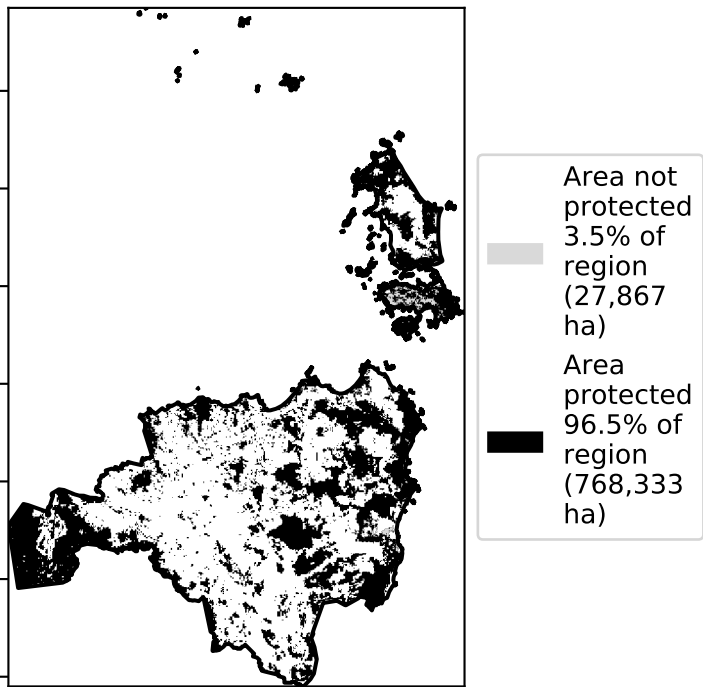 Area not
protected
3.5% of
region
(27,867
ha)
Area
protected
96.5% of
region
(768,333
ha)